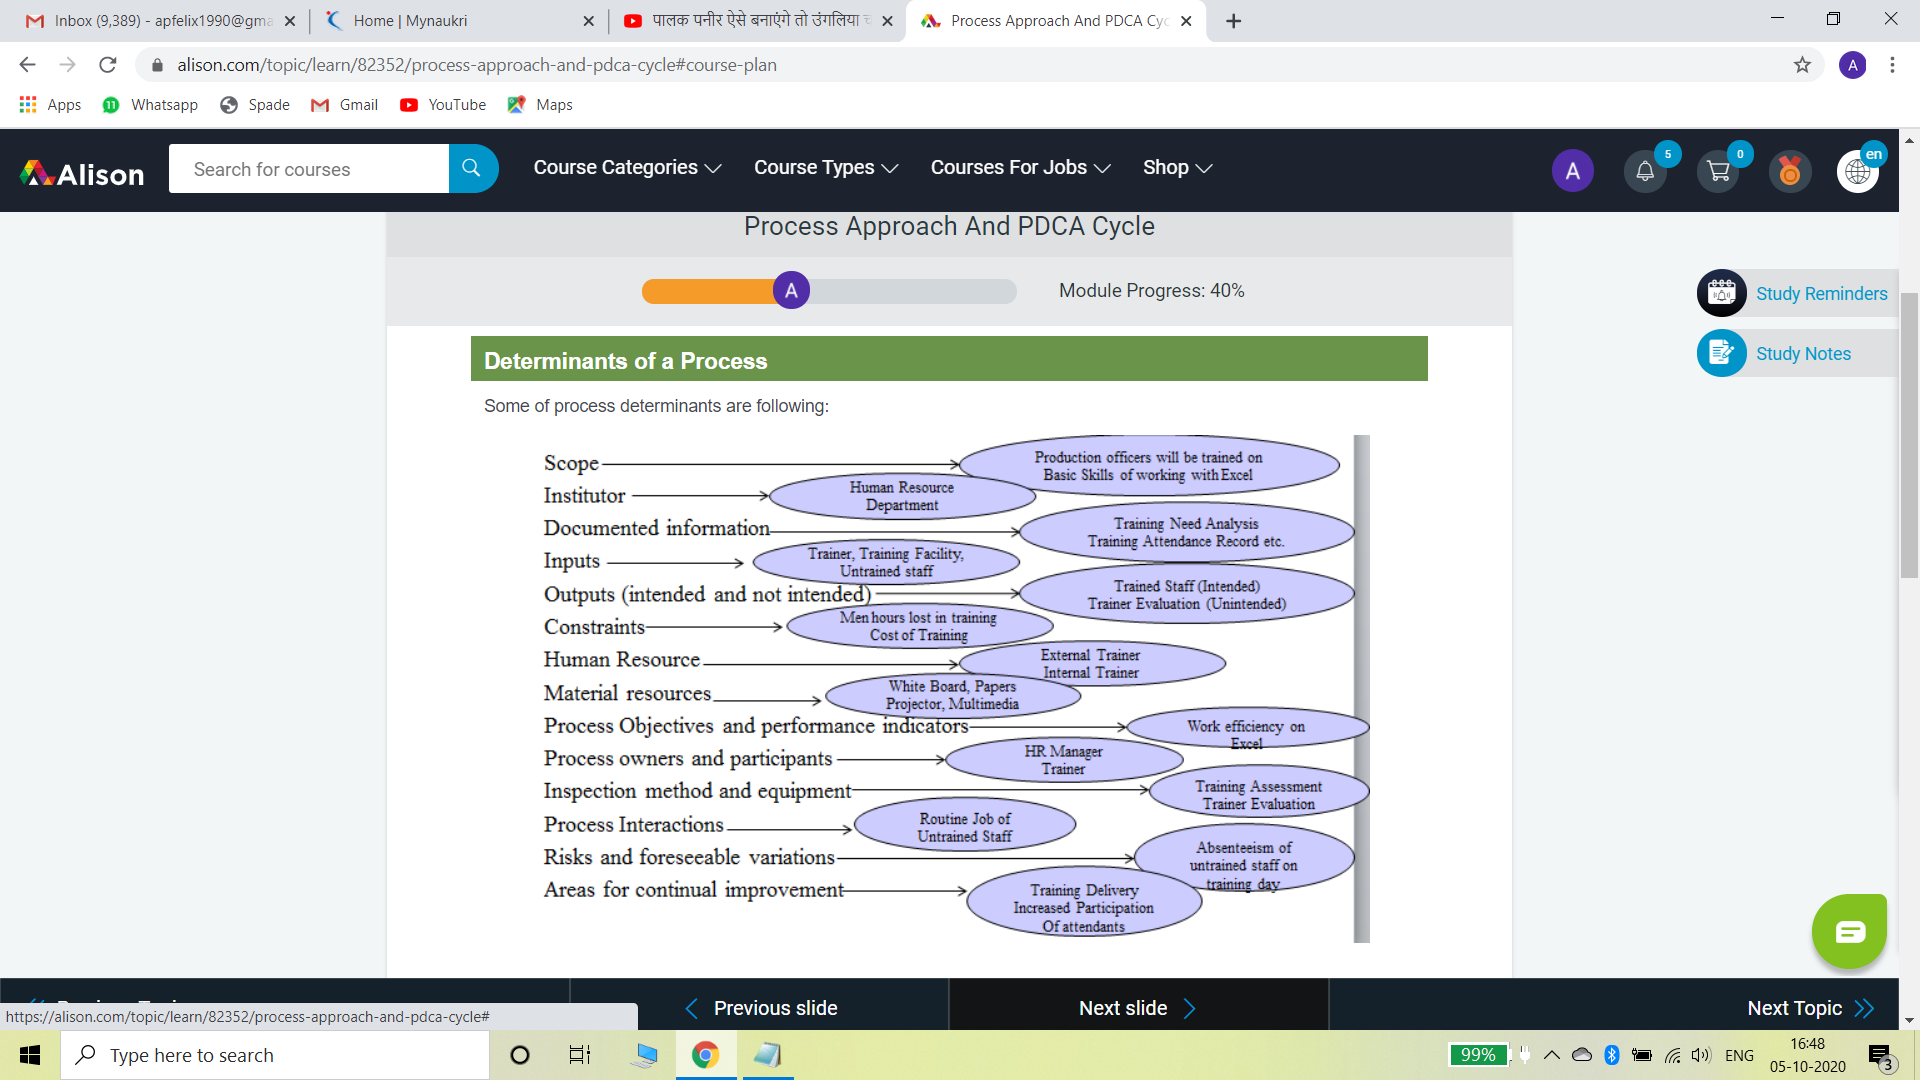 Inbox (9,389) - apfelix1990@gma
Home | Mynaukri
पालक पनीर ऐसे बनाएंगे तो उंगलिया
Process Approach And PDCA Cyc
alison.com/topic/learn/82352/process-approach-and-pdca-cycle#course-plan
A
Apps
11
Whatsapp
Spade
Gmail
YouTube
Maps
Alison
Search for courses
Course Categories
Course Types
Courses For Jobs
Shop
A
5
0
en
Process Approach And PDCA Cycle
A
Module Progress: 40%
Study Reminders
Study Notes
Determinants of a Process
Some of process determinants are following:
Scope
Production officers will be trained on
Basic Skills of working with Excel
Institutor
Human Resource
Department
Documented information
Training Need Analysis
Training Attendance Record etc.
Inputs
Trainer, Training Facility,
Untrained staff
Outputs (intended and not intended)
Trained Staff (Intended)
Trainer Evaluation (Unintended)
Constraints
Men hours lost in training
Cost of Training
Human Resource
External Trainer
Internal Trainer
Material resources
White Board, Papers
Projector, Multimedia
Process Objectives and performance indicators
Work efficiency on
Excel
Process owners and participants
HR Manager
Trainer
Inspection method and equipment
Training Assessment
Trainer Evaluation
Process Interactions
Routine Job of
Untrained Staff
Risks and foreseeable variations
Absenteeism of
untrained staff on
training day
Areas for continual improvement
Training Delivery
Increased Participation
Of attendants
Previous slide
Next slide
Next Topic
https://alison.com/topic/learn/82352/process-approach-and-pdca-cycle#
Type here to search
99%
ENG
16:48
05-10-2020
3